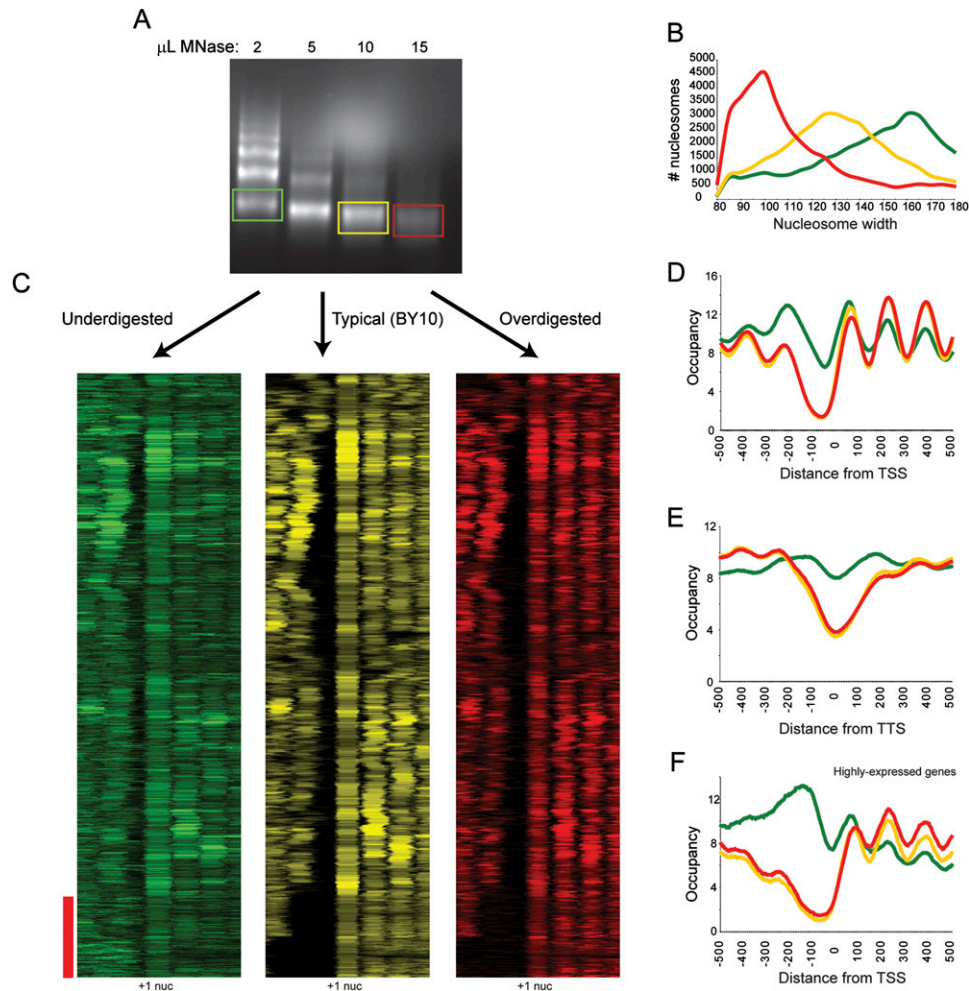 A
μL MNase: 2 5 10 15
B
5000
5000
4500
4000
3500
3000
2500
2000
1500
1000
500
0
# nucleosomes
80 90 100 110 120 130 140 150 160 170 180
Nucleosome width
C
Underdigested
Typical (BY10)
Overdigested
+1 nuc
+1 nuc
+1 nuc
D
16
12
8
4
0
Occupancy
-500 -400 -300 -200 -100 0 100 200 300 400 500
Distance from TSS
E
12
8
4
0
Occupancy
-500 -400 -300 -200 -100 0 100 200 300 400 500
Distance from TTS
F
Highly-expressed genes
12
8
4
0
Occupancy
-500 -400 -300 -200 -100 0 100 200 300 400 500
Distance from TSS